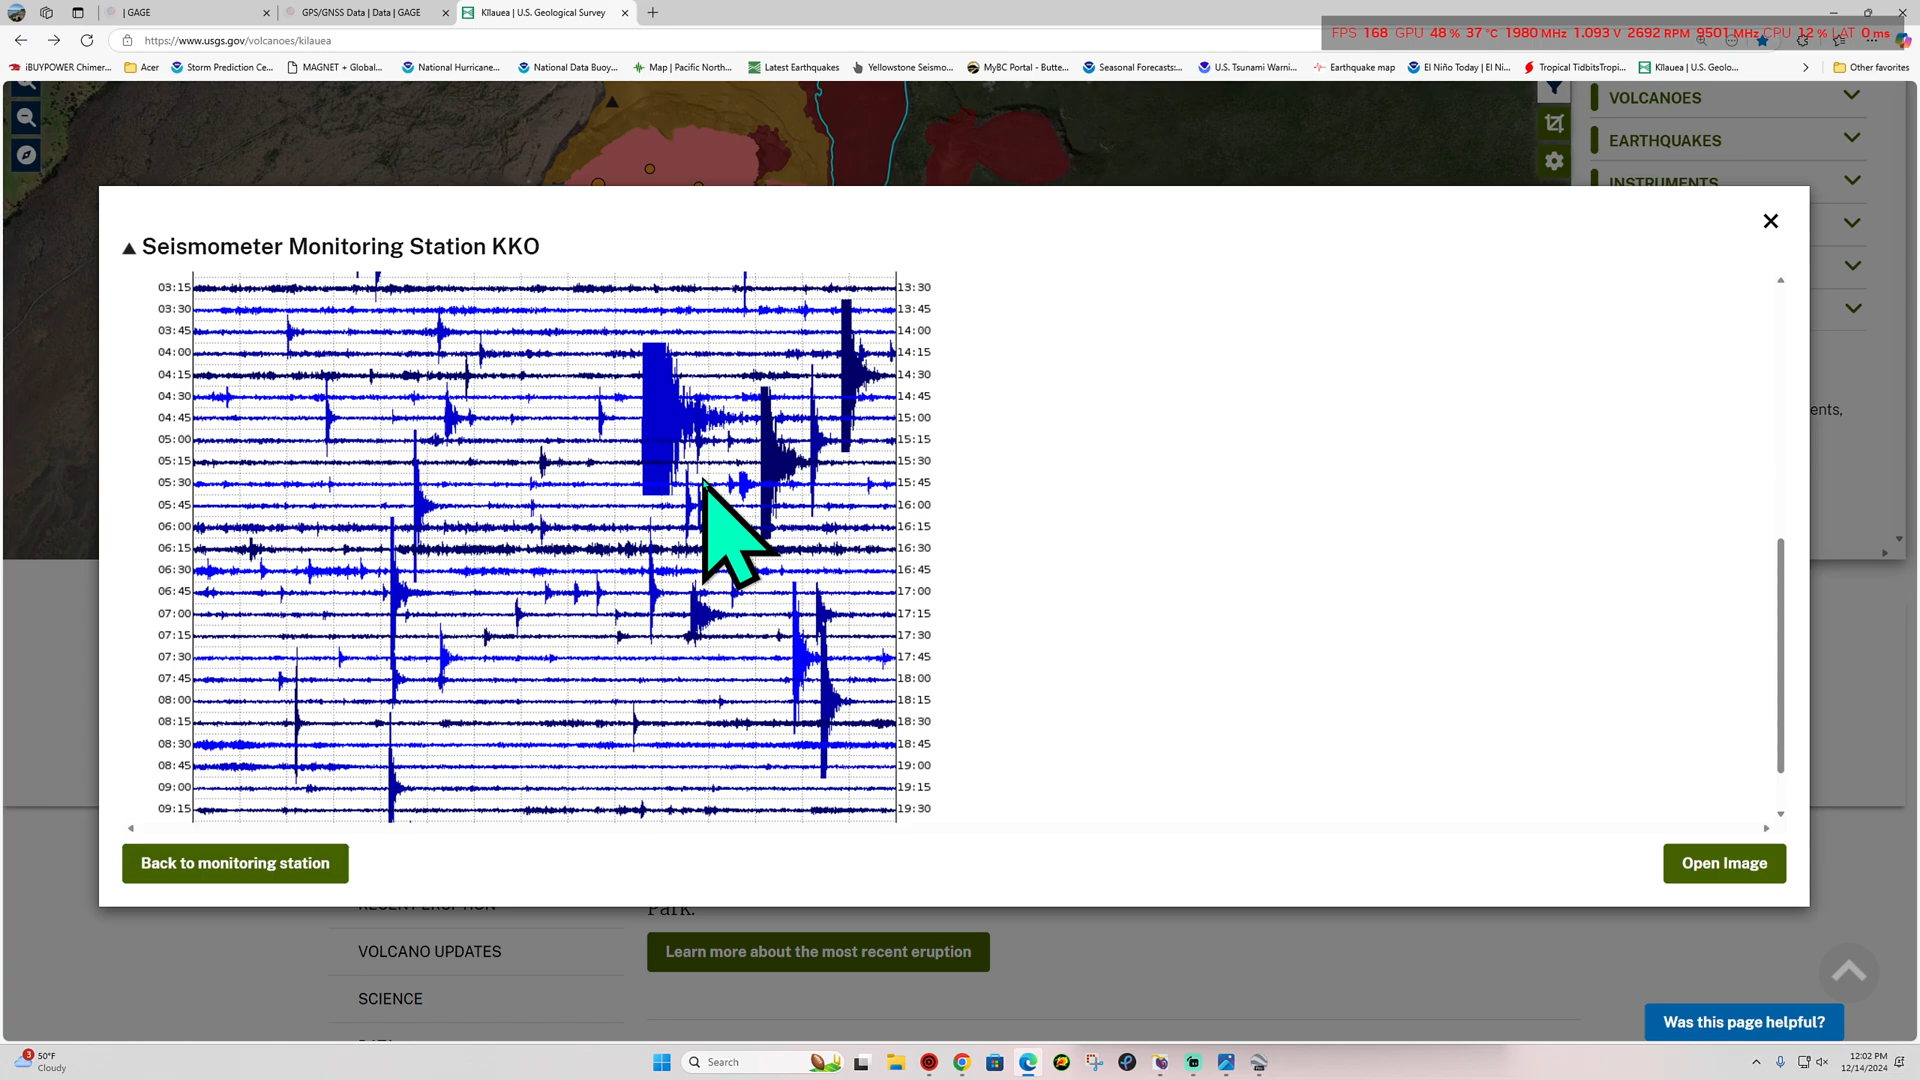 | GAGE
GPS/GNSS Data | Data | GAGE
Kīlauea | U.S. Geological Survey
https://www.usgs.gov/volcanoes/kilauea
FPS 168 GPU 48 % 37 °C 1980 MHz 1.093 V 2692 RPM 9501 MHz CPU 12 % LAT 0 ms
iBUYPOWER Chimer...
Acer
Storm Prediction Ce...
MAGNET + Global...
National Hurricane...
National Data Buoy...
Map | Pacific North...
Latest Earthquakes
Yellowstone Seismo...
MyBC Portal - Butte...
Seasonal Forecasts:...
U.S. Tsunami Warni...
Earthquake map
El Niño Today | El Ni...
Tropical TidbitsTropi...
Kīlauea | U.S. Geolo...
Other favorites
VOLCANOES
EARTHQUAKES
INSTRUMENTS
Seismometer Monitoring Station KKO
03:15 13:30
03:30 13:45
03:45 14:00
04:00 14:15
04:15 14:30
04:30 14:45
04:45 15:00
05:00 15:15
05:15 15:30
05:30 15:45
05:45 16:00
06:00 16:15
06:15 16:30
06:30 16:45
06:45 17:00
07:00 17:15
07:15 17:30
07:30 17:45
07:45 18:00
08:00 18:15
08:15 18:30
08:30 18:45
08:45 19:00
09:00 19:15
09:15 19:30
ents,
Back to monitoring station
Open Image
RECENT ERUPTION
Park.
VOLCANO UPDATES
Learn more about the most recent eruption
SCIENCE
Was this page helpful?
3
50°F
Cloudy
Search
12:02 PM
12/14/2024